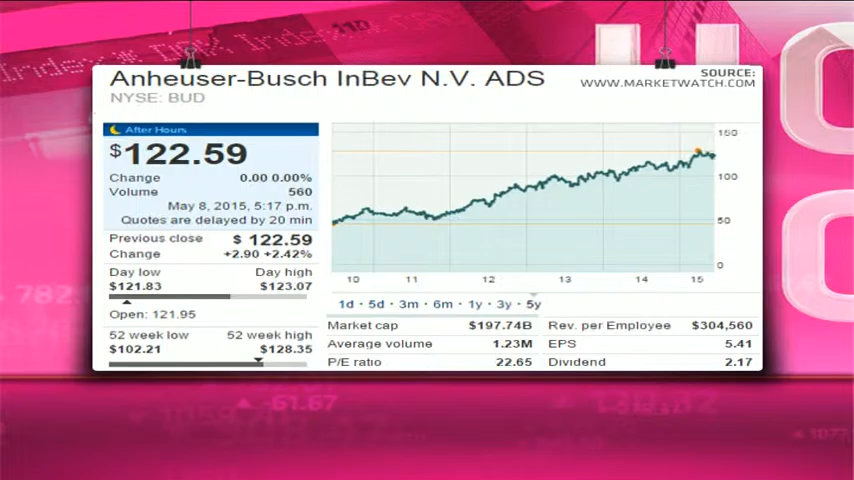 Index* DAX Index
Anheuser-Busch InBev N.V. ADS
NYSE: BUD
SOURCE:
WWW.MARKETWATCH.COM
After Hours
$122.59
Change 0.00 0.00%
Volume 560
May 8, 2015, 5:17 p.m.
Quotes are delayed by 20 min
Previous close $ 122.59
Change +2.90 +2.42%
Day low Day high
$121.83 $123.07
Open: 121.95
52 week low 52 week high
$102.21 $128.35
150
100
50
0
10 11 12 13 14 15
1d · 5d · 3m · 6m · 1y · 3y · 5y
Market cap $197.74B Rev. per Employee $304,560
Average volume 1.23M EPS 5.41
P/E ratio 22.65 Dividend 2.17
-61.67